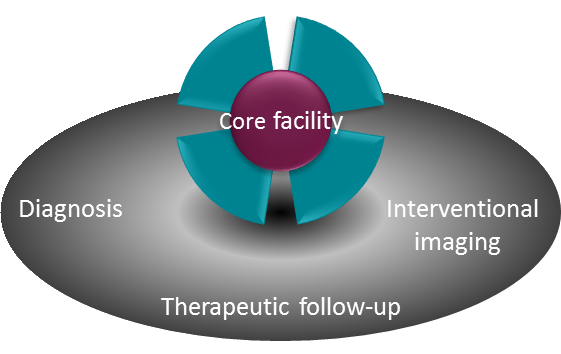 Core facility
Diagnosis
Interventional
imaging
Therapeutic follow-up